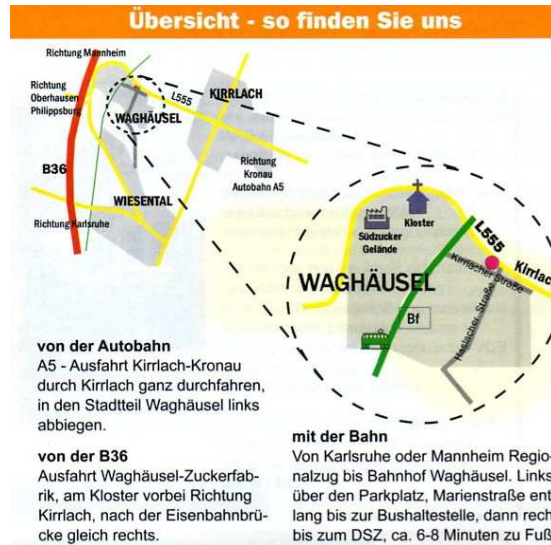 Übersicht - so finden Sie uns
Richtung Mannheim
Richtung
Oberhausen
Philippsburg
L555
KIRRLACH
WAGHÄUSEL
B36
Richtung
Kronau
Autobahn A5
WIESENTAL
Richtung Karlsruhe
Südzucker
Gelände
Kloster
L555
Kirrlacher Straße
WAGHÄUSEL
Bf
Haslacher Straße
von der Autobahn
A5 - Ausfahrt Kirrlach-Kronau
durch Kirrlach ganz durchfahren,
in den Stadtteil Waghäusel links
abbiegen.
von der B36
Ausfahrt Waghäusel-Zuckerfab-
rik, am Kloster vorbei Richtung
Kirrlach, nach der Eisenbahnbrü-
cke gleich rechts.
mit der Bahn
Von Karlsruhe oder Mannheim Regio-
nalzug bis Bahnhof Waghäusel. Links
über den Parkplatz, Marienstraße ent
lang bis zur Bushaltestelle, dann rech
bis zum DSZ, ca. 6-8 Minuten zu Fuß